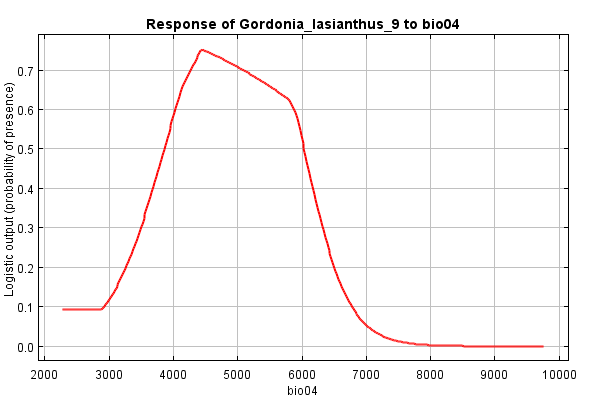 Response of Gordonia_lasianthus_9 to bio04
Logistic output (probability of presence)
0.7
0.6
0.5
0.4
0.3
0.2
0.1
0.0
2000 3000 4000 5000 6000 7000 8000 9000 10000
bio04